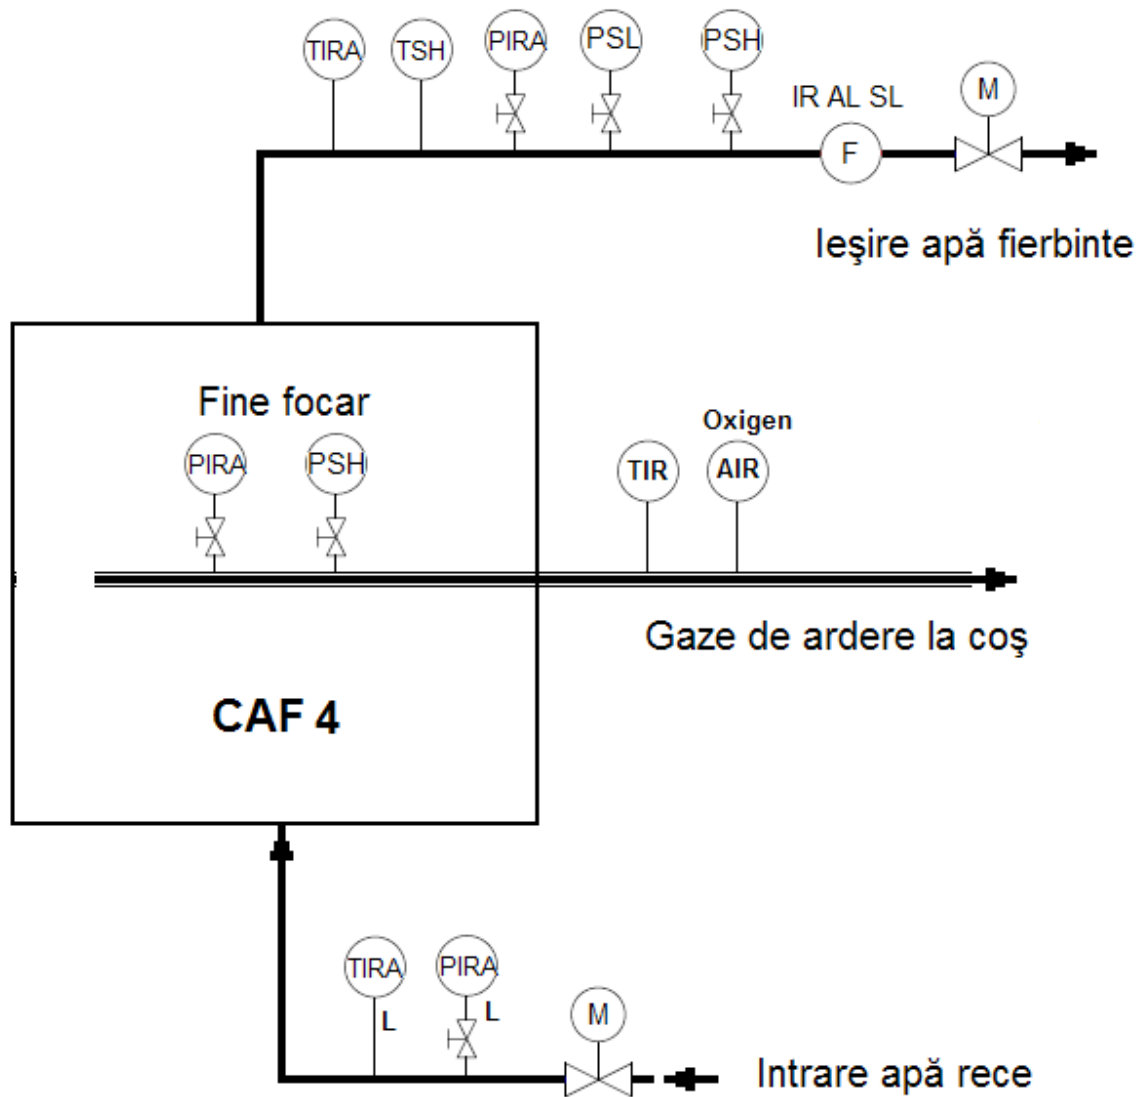 TIRA TSH PIRA PSL PSH
IR AL SL
M
F
Ieşire apă fierbinte
Fine focar
PIRA PSH
Oxigen
TIR AIR
Gaze de ardere la coş
CAF 4
TIRA PIRA
L L
M
Intrare apă rece